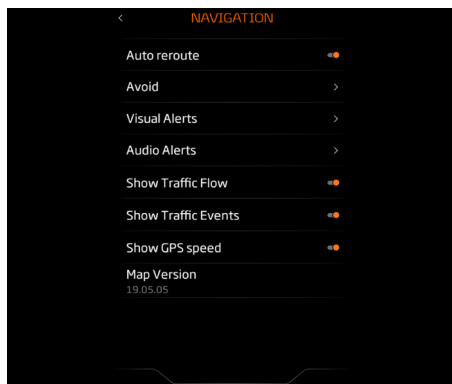 NAVIGATION
Auto reroute
Avoid
Visual Alerts
Audio Alerts
Show Traffic Flow
Show Traffic Events
Show GPS speed
Map Version
19.05.05